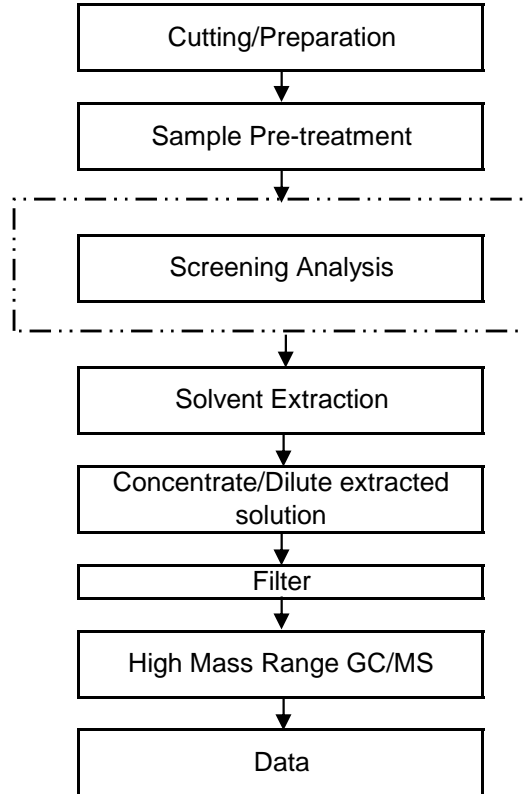 Cutting/Preparation
Sample Pre-treatment
Screening Analysis
Solvent Extraction
Concentrate/Dilute extracted
solution
Filter
High Mass Range GC/MS
Data